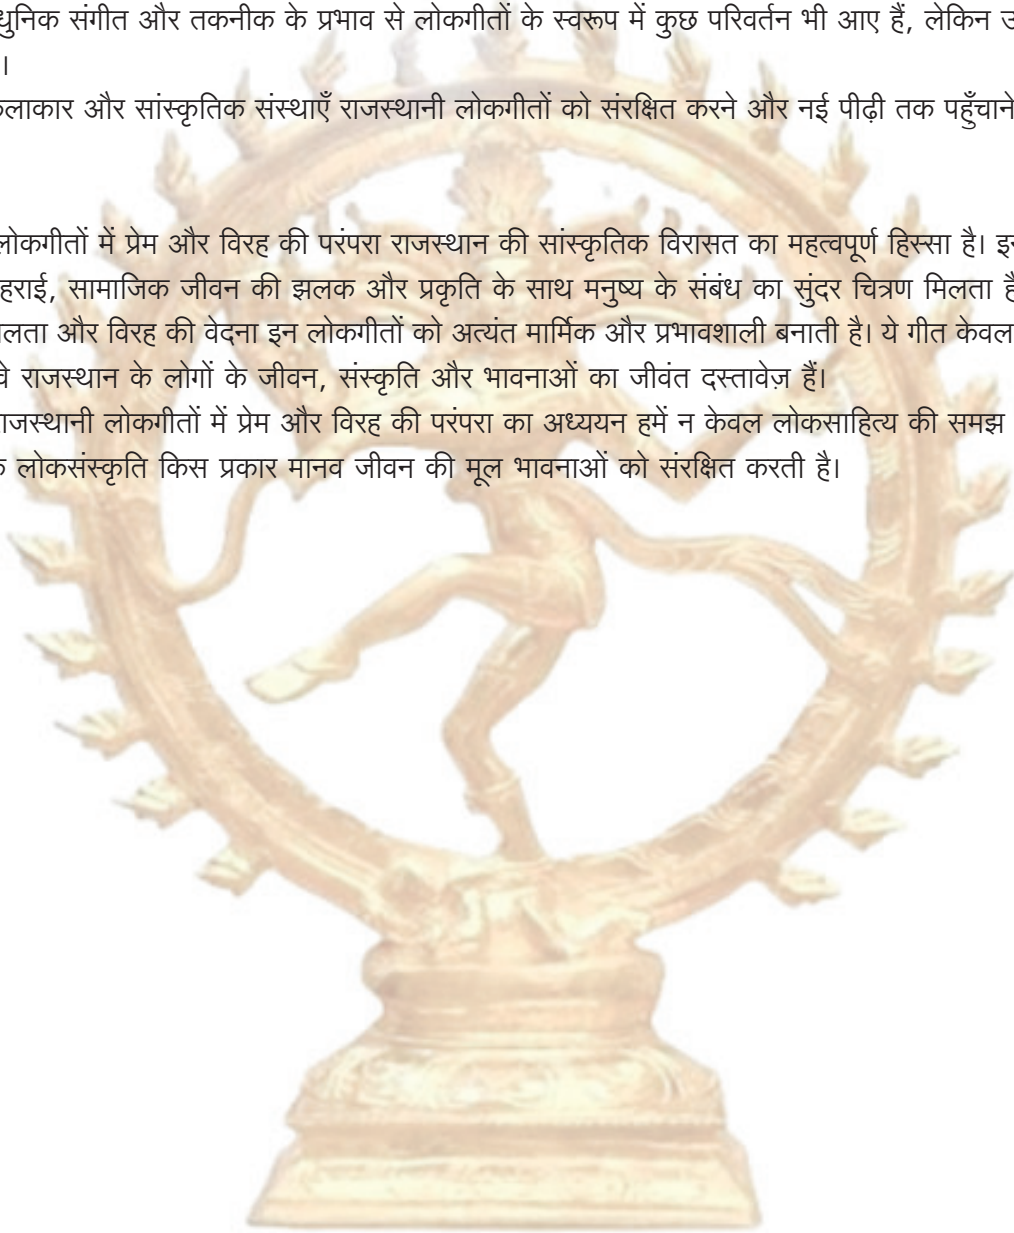 धुनिक संगीत और तकनीक के प्रभाव से लोकगीतों के स्वरूप में कुछ परिवर्तन भी आए हैं, लेकिन
।
कलाकार और सांस्कृतिक संस्थाएँ राजस्थानी लोकगीतों को संरक्षित करने और नई पीढ़ी तक पहुँचाने
लोकगीतों में प्रेम और विरह की परंपरा राजस्थान की सांस्कृतिक विरासत का महत्वपूर्ण हिस्सा है।
हराई, सामाजिक जीवन की झलक और प्रकृति के साथ मनुष्य के संबंध का सुंदर चित्रण मिलता है
लता और विरह की वेदना इन लोकगीतों को अत्यंत मार्मिक और प्रभावशाली बनाती है। ये गीत केवल
वे राजस्थान के लोगों के जीवन, संस्कृति और भावनाओं का जीवंत दस्तावेज़ हैं।
राजस्थानी लोकगीतों में प्रेम और विरह की परंपरा का अध्ययन हमें न केवल लोकसाहित्य की समझ
लोकसंस्कृति किस प्रकार मानव जीवन की मूल भावनाओं को संरक्षित करती है।